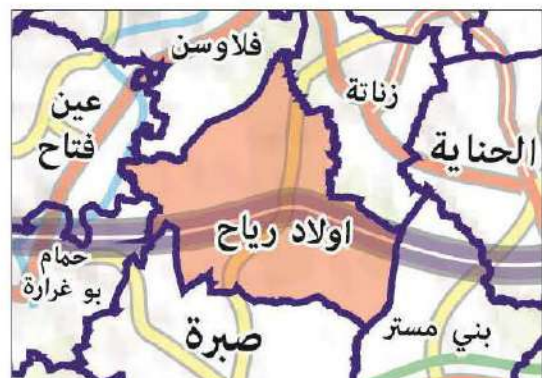 فلاوسن
زناتة
عين
فتاح
الحناية
اولاد رياح
حمام
بو غرارة
صبرة
بني مستر